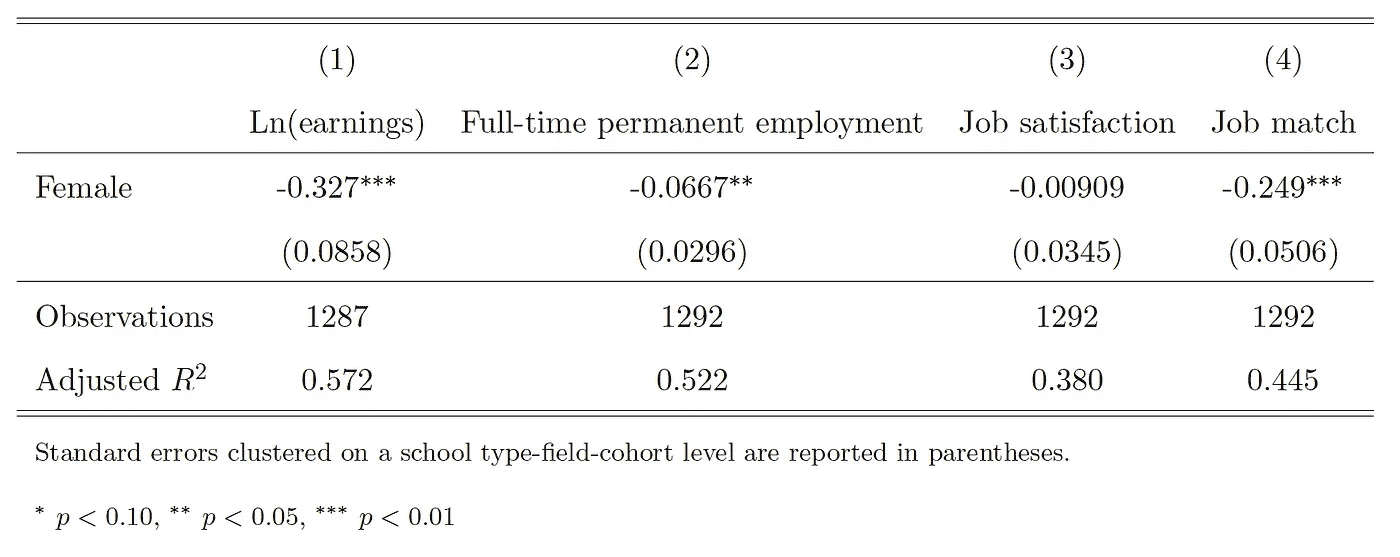 (1) (2) (3) (4)
Ln(earnings) Full-time permanent employment Job satisfaction Job match
Female -0.327*** -0.0667** -0.00909 -0.249***
(0.0858) (0.0296) (0.0345) (0.0506)
Observations 1287 1292 1292 1292
Adjusted R² 0.572 0.522 0.380 0.445
Standard errors clustered on a school type-field-cohort level are reported in parentheses.
* p < 0.10, ** p < 0.05, *** p < 0.01